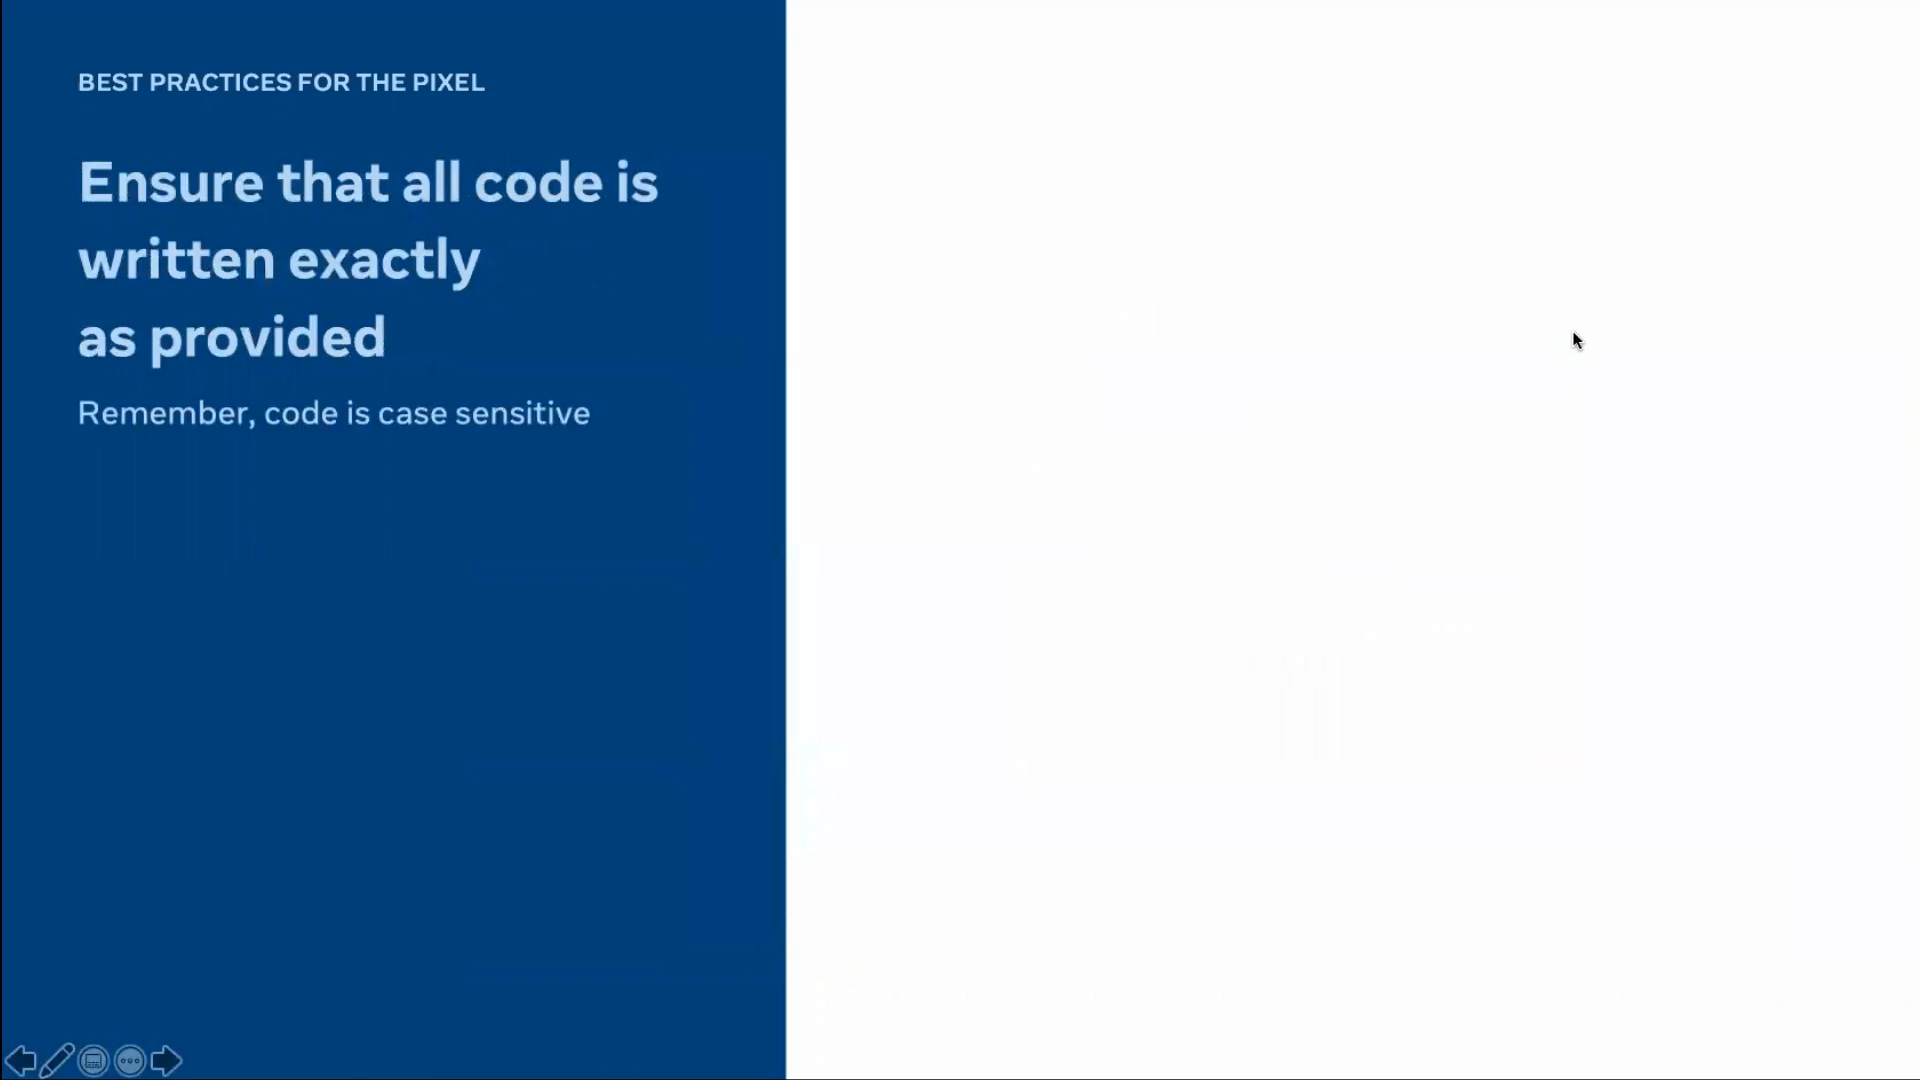 BEST PRACTICES FOR THE PIXEL
Ensure that all code is
written exactly
as provided
Remember, code is case sensitive